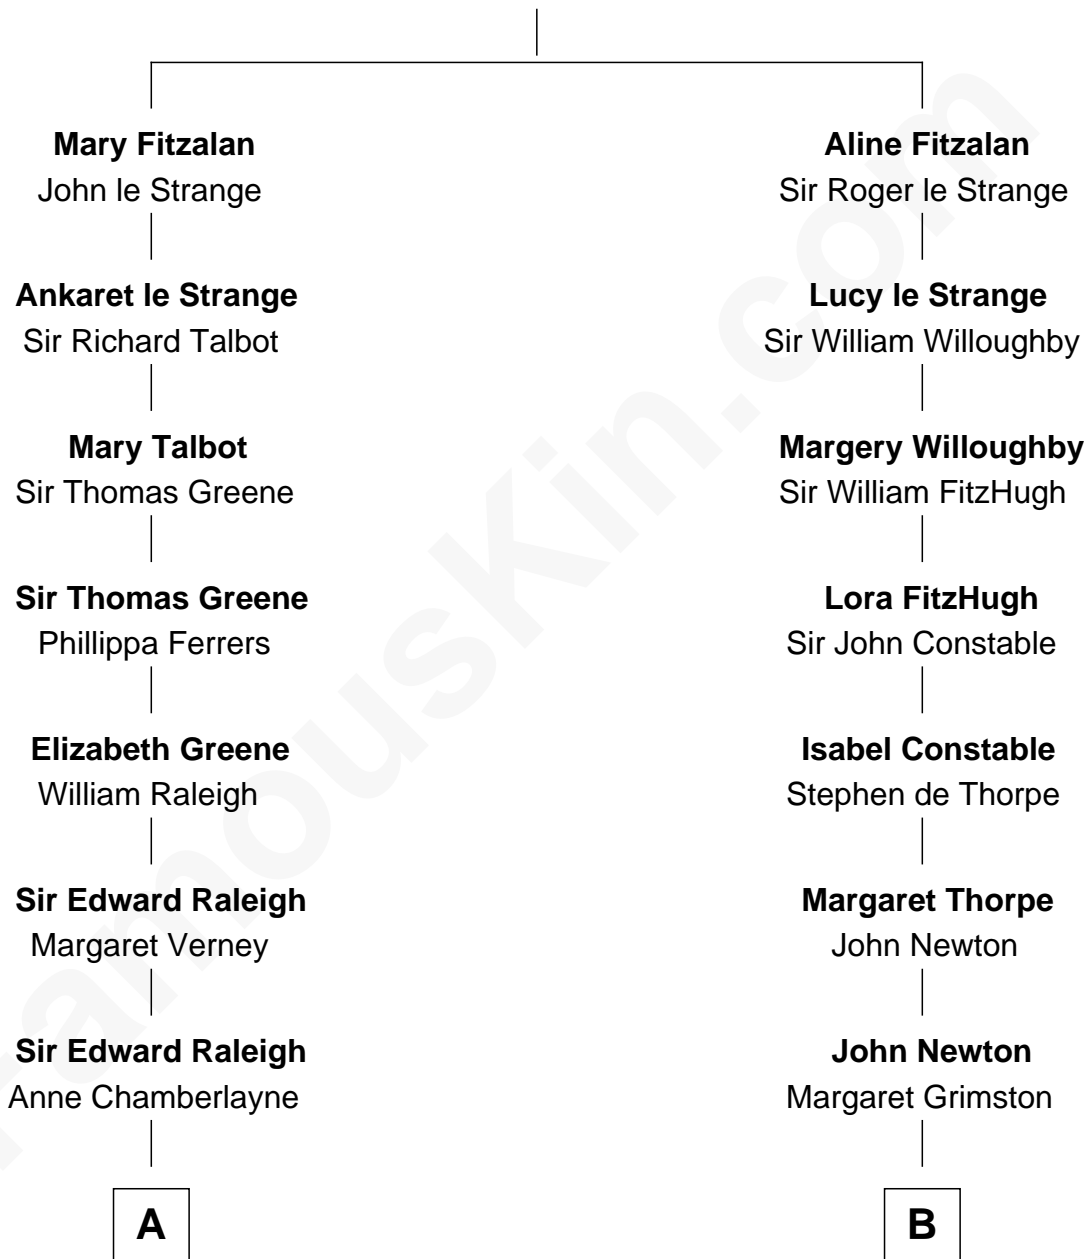 Mary Fitzalan
John le Strange
Ankaret le Strange
Sir Richard Talbot
Mary Talbot
Sir Thomas Greene
Sir Thomas Greene
Phillippa Ferrers
Elizabeth Greene
William Raleigh
Sir Edward Raleigh
Margaret Verney
Sir Edward Raleigh
Anne Chamberlayne
A
Aline Fitzalan
Sir Roger le Strange
Lucy le Strange
Sir William Willoughby
Margery Willoughby
Sir William FitzHugh
Lora FitzHugh
Sir John Constable
Isabel Constable
Stephen de Thorpe
Margaret Thorpe
John Newton
John Newton
Margaret Grimston
B
FamousKin.com